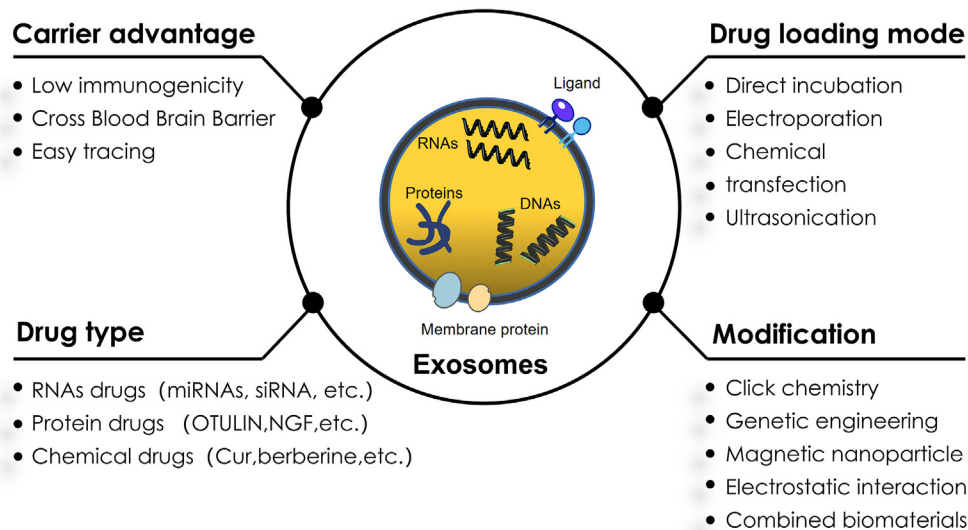 Carrier advantage
• Low immunogenicity
• Cross Blood Brain Barrier
• Easy tracing
Drug loading mode
• Direct incubation
• Electroporation
• Chemical
• transfection
• Ultrasonication
Ligand
RNAs
Proteins
DNAs
Membrane protein
Exosomes
Drug type
• RNAs drugs (miRNAs, siRNA, etc.)
• Protein drugs (OTULIN,NGF,etc.)
• Chemical drugs (Cur,berberine,etc.)
Modification
• Click chemistry
• Genetic engineering
• Magnetic nanoparticle
• Electrostatic interaction
• Combined biomaterials